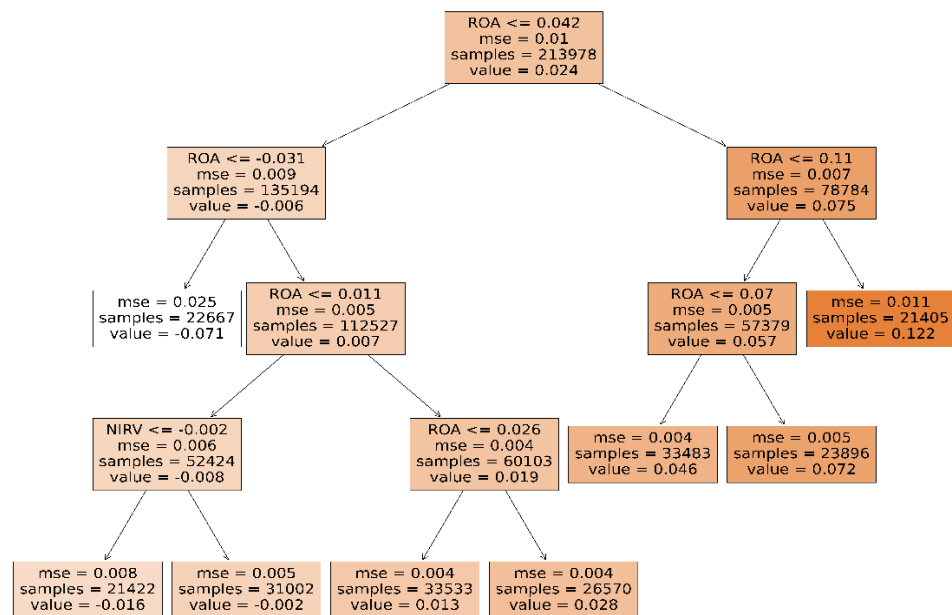 ROA <= 0.042
mse = 0.01
samples = 213978
value = 0.024
ROA <= -0.031
mse = 0.009
samples = 135194
value = -0.006
ROA <= 0.11
mse = 0.007
samples = 78784
value = 0.075
mse = 0.025
samples = 22667
value = -0.071
ROA <= 0.011
mse = 0.005
samples = 112527
value = 0.007
ROA <= 0.07
mse = 0.005
samples = 57379
value = 0.057
mse = 0.011
samples = 21405
value = 0.122
NIRV <= -0.002
mse = 0.006
samples = 52424
value = -0.008
ROA <= 0.026
mse = 0.004
samples = 60103
value = 0.019
mse = 0.004
samples = 33483
value = 0.046
mse = 0.005
samples = 23896
value = 0.072
mse = 0.008
samples = 21422
value = -0.016
mse = 0.005
samples = 31002
value = -0.002
mse = 0.004
samples = 33533
value = 0.013
mse = 0.004
samples = 26570
value = 0.028